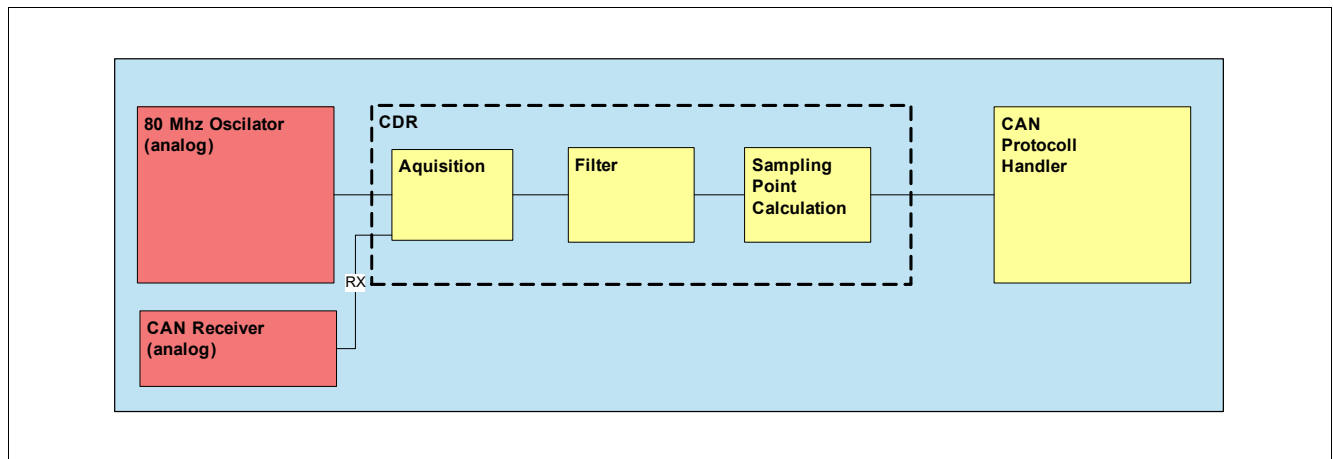 80 Mhz Oscilator
(analog)
CDR
Aquisition
Filter
Sampling
Point
Calculation
CAN
Protocoll
Handler
RX
CAN Receiver
(analog)